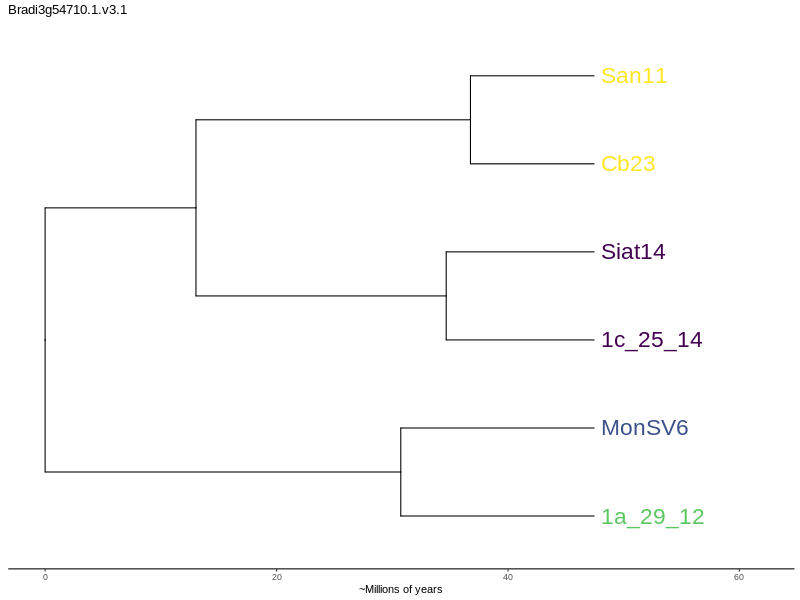 Bradi3g54710.1.v3.1
San11
Cb23
Siat14
1c_25_14
MonSV6
1a_29_12
0 20 40 60
~Millions of years